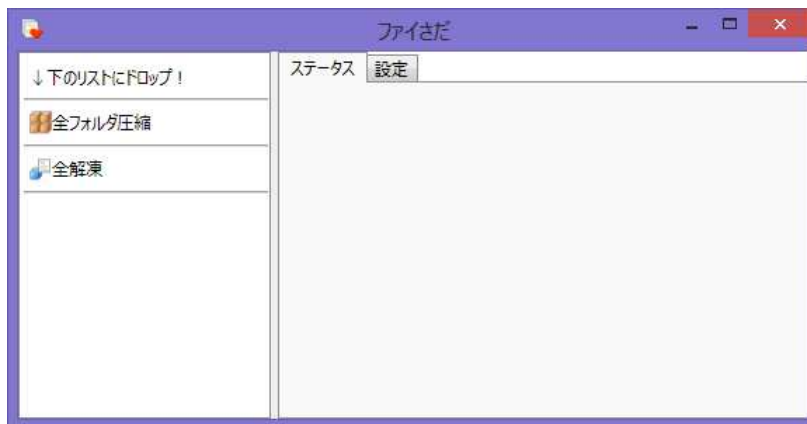 ファイさだ
↓下のリストにドロップ！
全フォルダ圧縮
全解凍
ステータス
設定